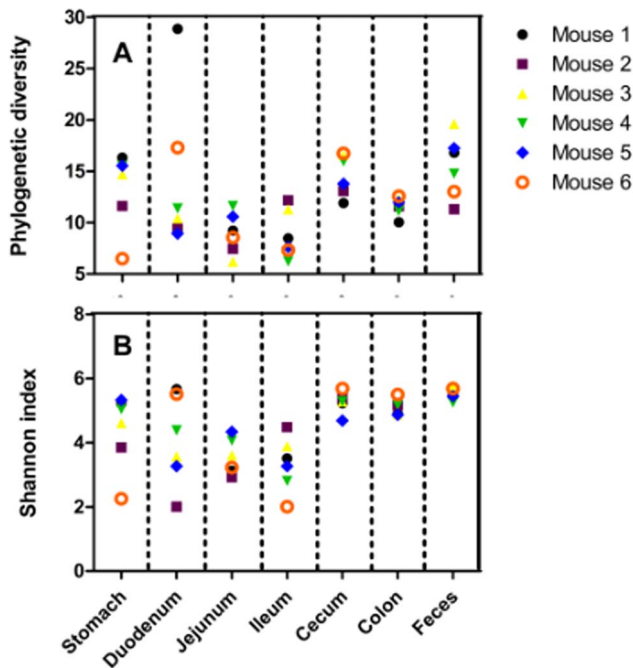 A
Phylogenetic diversity
30
25
20
15
10
5
Mouse 1
Mouse 2
Mouse 3
Mouse 4
Mouse 5
Mouse 6
B
Shannon index
8
6
4
2
0
Stomach
Duodenum
Jejunum
Ileum
Cecum
Colon
Feces